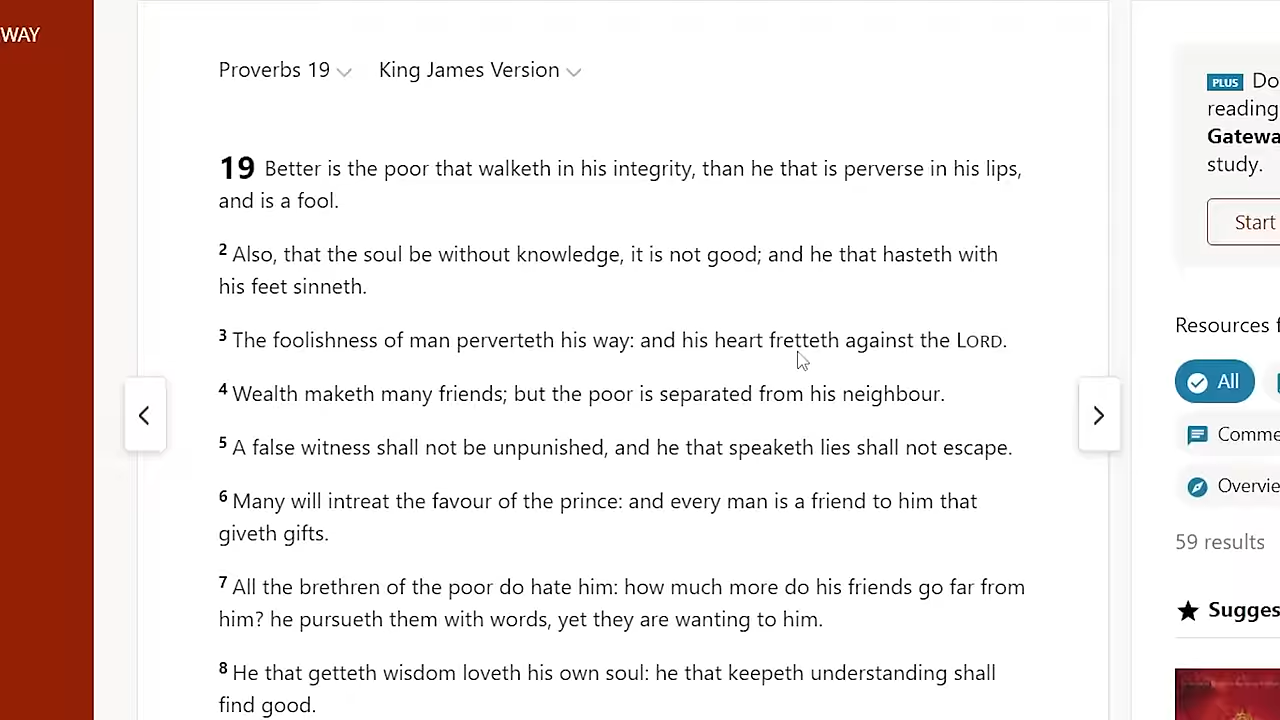 WAY
Proverbs 19 King James Version
19 Better is the poor that walketh in his integrity, than he that is perverse in his lips,
and is a fool.
2 Also, that the soul be without knowledge, it is not good; and he that hasteth with
his feet sinneth.
3 The foolishness of man perverteth his way: and his heart fretteth against the LORD.
4 Wealth maketh many friends; but the poor is separated from his neighbour.
5 A false witness shall not be unpunished, and he that speaketh lies shall not escape.
6 Many will intreat the favour of the prince: and every man is a friend to him that
giveth gifts.
7 All the brethren of the poor do hate him: how much more do his friends go far from
him? he pursueth them with words, yet they are wanting to him.
8 He that getteth wisdom loveth his own soul: he that keepeth understanding shall
find good.
PLUS Do
reading
Gatewa
study.
Start
Resources f
All
Comme
Overvie
59 results
Sugges